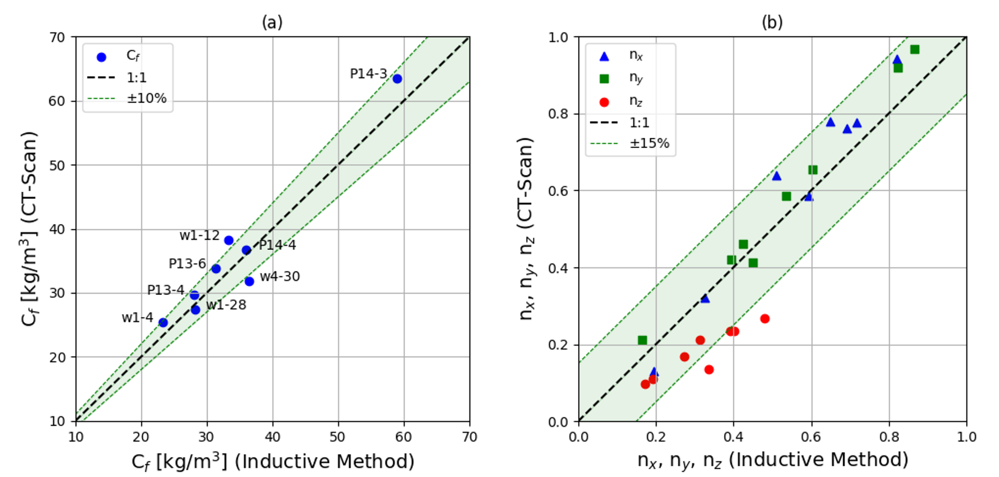 (a)
C_f [kg/m³] (CT-Scan)
70
60
50
40
30
20
10
C_f
1:1
±10%
P14-3
w1-12
P14-4
P13-6
w4-30
P13-4
w1-28
w1-4
10 20 30 40 50 60 70
C_f [kg/m³] (Inductive Method)
(b)
n_x, n_y, n_z (CT-Scan)
1.0
0.8
0.6
0.4
0.2
0.0
n_x
n_y
n_z
1:1
±15%
0.0 0.2 0.4 0.6 0.8 1.0
n_x, n_y, n_z (Inductive Method)